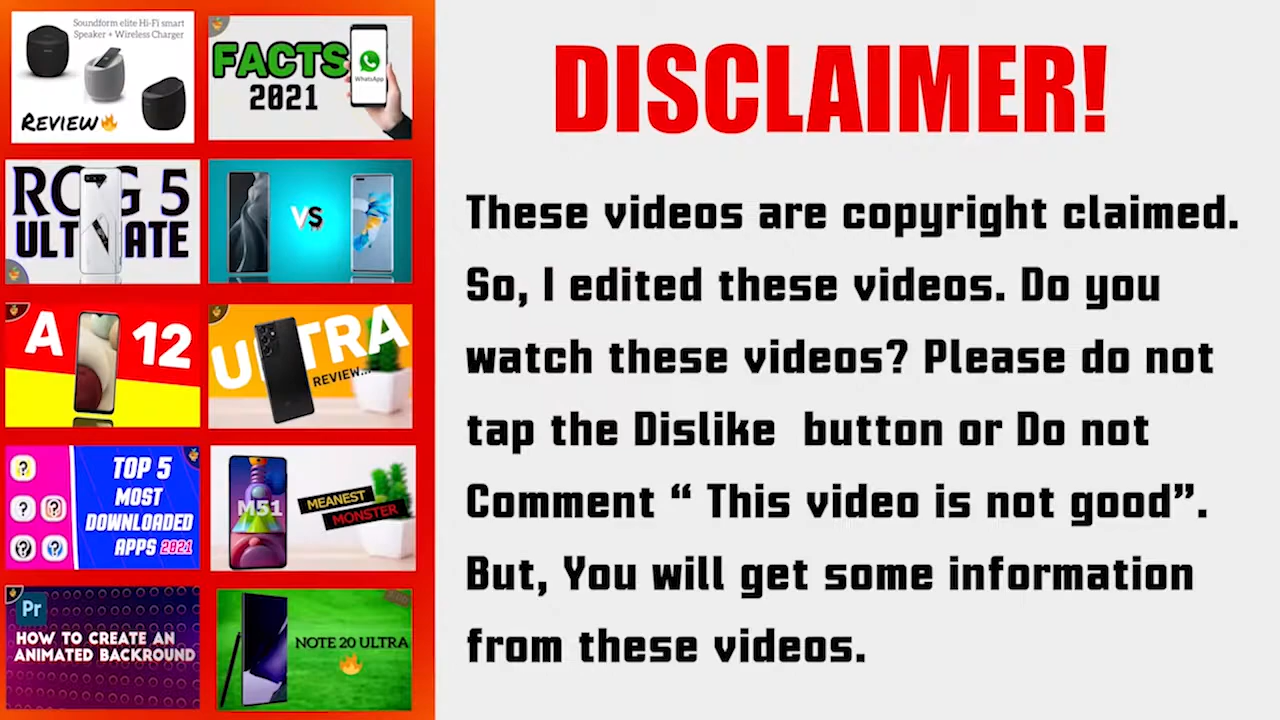 Soundform elite Hi-Fi smart
Speaker + Wireless Charger
REVIEW
FACTS
2021
WhatsApp
ROG 5
ULTIMATE
VS
A 12
ULTRA
REVIEW...
TOP 5
MOST
DOWNLOADED
APPS 2021
M51
MEANEST
MONSTER
Pr
HOW TO CREATE AN
ANIMATED BACKROUND
NOTE 20 ULTRA
DISCLAIMER!
These videos are copyright claimed.
So, I edited these videos. Do you
watch these videos? Please do not
tap the Dislike button or Do not
Comment “ This video is not good”.
But, You will get some information
from these videos.